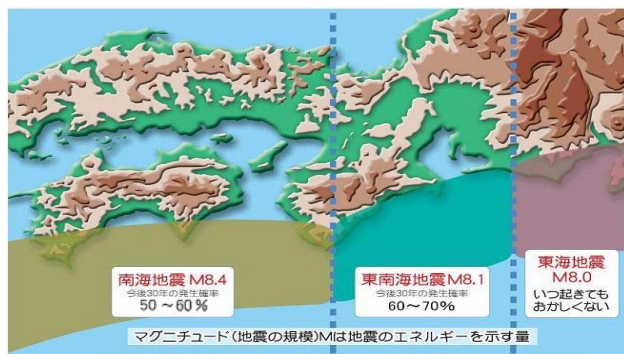 南海地震M8.4
今後30年の発生確率
50～60%
東南海地震M8.1
今後30年の発生確率
60～70%
東海地震
M8.0
いつ起きても
おかしくない
マグニチュード(地震の規模)Mは地震のエネルギーを示す量